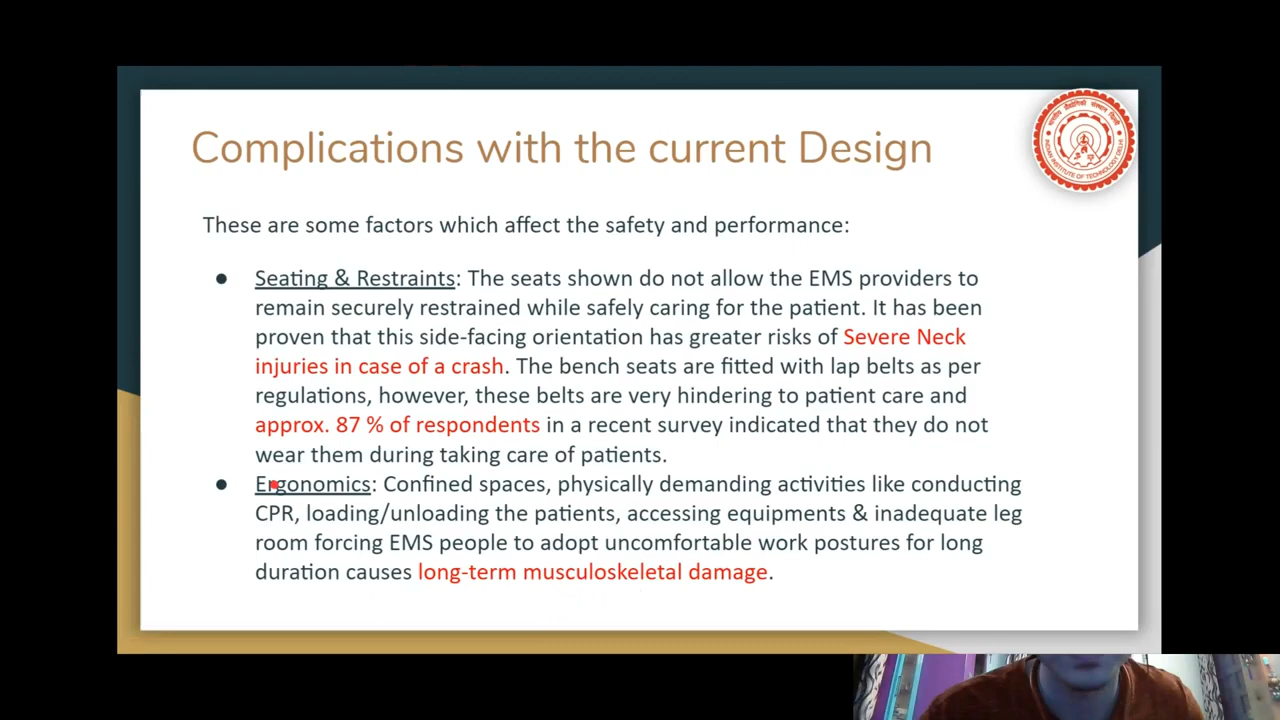 Complications with the current Design
भारतीय प्रौद्योगिकी संस्थान दिल्ली
INDIAN INSTITUTE OF TECHNOLOGY DELHI
These are some factors which affect the safety and performance:
● Seating & Restraints: The seats shown do not allow the EMS providers to
remain securely restrained while safely caring for the patient. It has been
proven that this side-facing orientation has greater risks of Severe Neck
injuries in case of a crash. The bench seats are fitted with lap belts as per
regulations, however, these belts are very hindering to patient care and
approx. 87 % of respondents in a recent survey indicated that they do not
wear them during taking care of patients.
● Ergonomics: Confined spaces, physically demanding activities like conducting
CPR, loading/unloading the patients, accessing equipments & inadequate leg
room forcing EMS people to adopt uncomfortable work postures for long
duration causes long-term musculoskeletal damage.